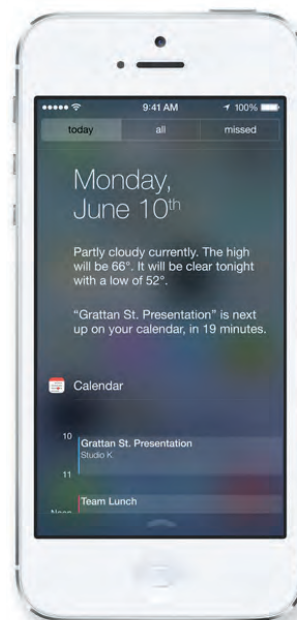 9:41 AM 100%
today all missed
Monday,
June 10th
Partly cloudy currently. The high
will be 66°. It will be clear tonight
with a low of 52°.
“Grattan St. Presentation” is next
up on your calendar, in 19 minutes.
Calendar
10
Grattan St. Presentation
Studio K
11
Team Lunch
Noon